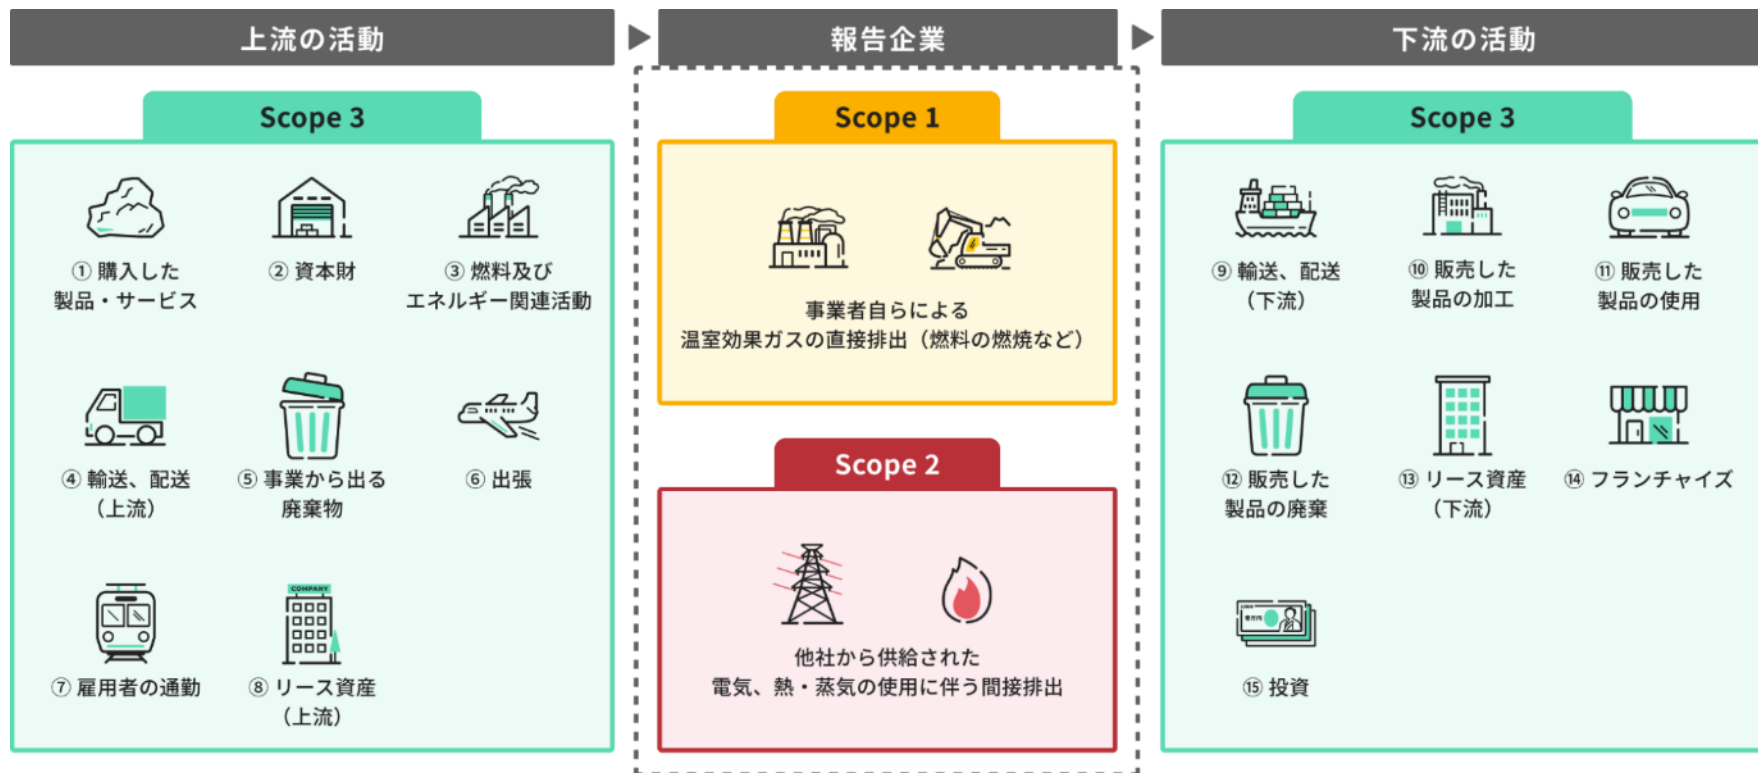 上流の活動
報告企業
下流の活動
Scope 3
① 購入した
製品・サービス
② 資本財
③ 燃料及び
エネルギー関連活動
④ 輸送、配送
（上流）
⑤ 事業から出る
廃棄物
⑥ 出張
⑦ 雇用者の通勤
COMPANY
⑧ リース資産
（上流）
Scope 1
事業者自らによる
温室効果ガスの直接排出（燃料の燃焼など）
Scope 2
他社から供給された
電気、熱・蒸気の使用に伴う間接排出
Scope 3
⑨ 輸送、配送
（下流）
⑩ 販売した
製品の加工
⑪ 販売した
製品の使用
⑫ 販売した
製品の廃棄
⑬ リース資産
（下流）
⑭ フランチャイズ
壱万円
⑮ 投資